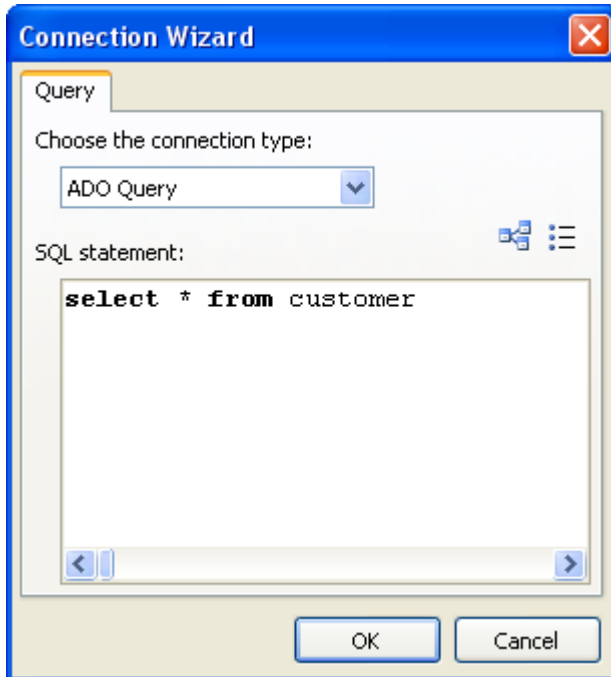 Connection Wizard
Query
Choose the connection type:
ADO Query
SQL statement:
select * from customer
OK Cancel